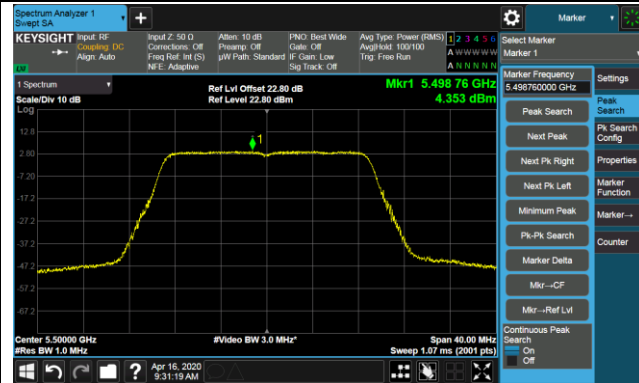 Spectrum Analyzer 1
Swept SA
+
Marker
KEYSIGHT
Input: RF
Coupling: DC
Align: Auto
Input Z: 50 Ω
Corrections: Off
Freq Ref: Int (S)
NFE: Adaptive
Atten: 10 dB
Preamp: Off
µW Path: Standard
PNO: Best Wide
Gate: Off
IF Gain: Low
Sig Track: Off
Avg Type: Power (RMS)
Avg|Hold: 100/100
Trig: Free Run
1 2 3 4 5 6
A W W W W W
A N N N N N
LXI
Select Marker
Marker 1
1 Spectrum
Scale/Div 10 dB
Log
Ref Lvl Offset 22.80 dB
Ref Level 22.80 dBm
Mkr1 5.498 76 GHz
4.353 dBm
1
12.8
2.80
-7.20
-17.2
-27.2
-37.2
-47.2
-57.2
-67.2
Center 5.50000 GHz
#Res BW 1.0 MHz
#Video BW 3.0 MHz*
Span 40.00 MHz
Sweep 1.07 ms (2001 pts)
Marker Frequency
5.498760000 GHz
Peak Search
Next Peak
Next Pk Right
Next Pk Left
Minimum Peak
Pk-Pk Search
Marker Delta
Mkr→CF
Mkr→Ref Lvl
Continuous Peak
Search
On
Off
Settings
Peak
Search
Pk Search
Config
Properties
Marker
Function
Marker→
Counter
?
Apr 16, 2020
9:31:19 AM